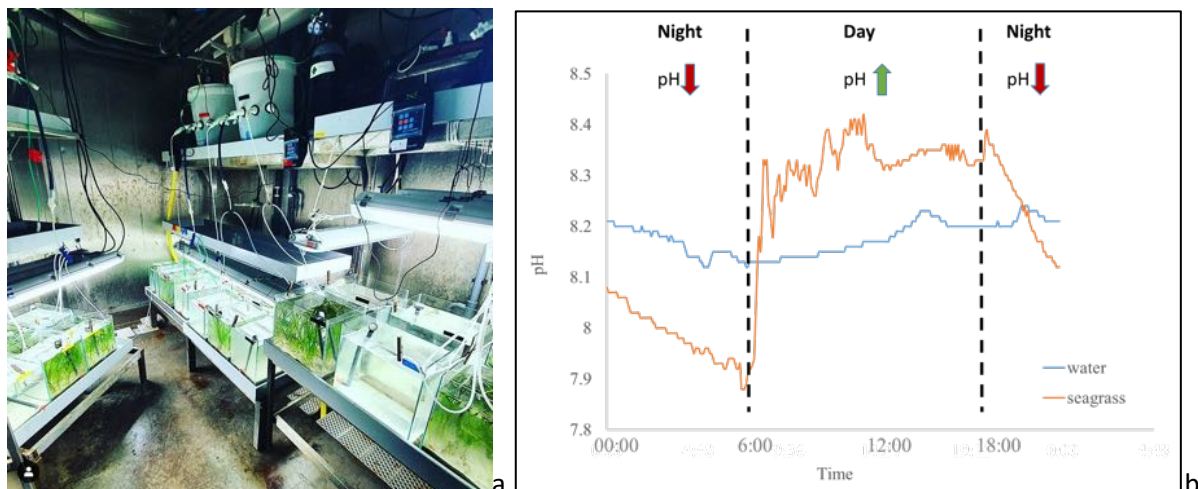 Night
Day
Night
pH
pH
pH
8.5
8.4
8.3
8.2
8.1
8
7.9
7.8
pH
water
seagrass
00:00
6:00
12:00
18:00
Time
a
b